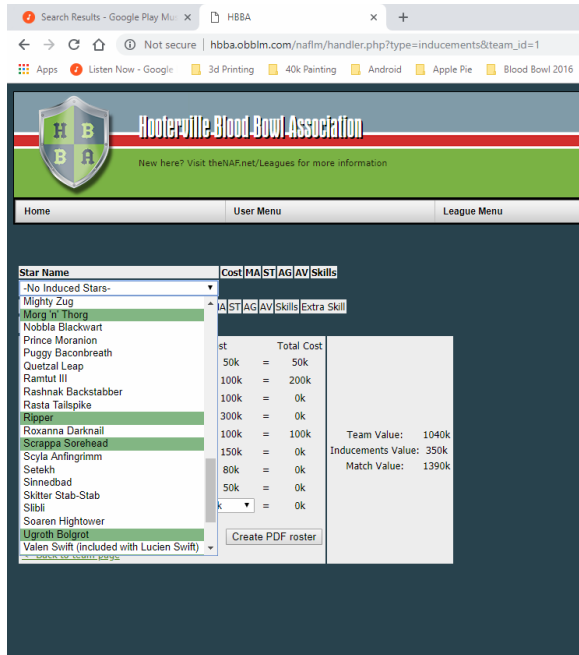 Search Results - Google Play Mu
HBBA
Not secure | hbba.obblm.com/naflm/handler.php?type=inducements&team_id=1
Apps Listen Now - Google 3d Printing 40k Painting Android Apple Pie Blood Bowl 2016
H B
B A
Hooterville Blood Bowl Association
New here? Visit theNAF.net/Leagues for more information
Home User Menu League Menu
Star Name Cost MA ST AG AV Skills
-No Induced Stars-
Mighty Zug
MA ST AG AV Skills Extra Skill
Morg 'n' Thorg
Nobbla Blackwart
Prince Moranion
st Total Cost
Puggy Baconbreath
50k = 50k
Quetzal Leap
Ramtut III
100k = 200k
Rashnak Backstabber
100k = 0k
Rasta Tailspike
Ripper
300k = 0k
Roxanna Darknail
100k = 100k Team Value: 1040k
Scrappa Sorehead
150k = 0k Inducements Value: 350k
Scyla Anfingrimm
Setekh
80k = 0k Match Value: 1390k
Sinnedbad
50k = 0k
Skitter Stab-Stab
Slibli
k = 0k
Soaren Hightower
Ugroth Bolgrot
Create PDF roster
Valen Swift (included with Lucien Swift)
Back to team page